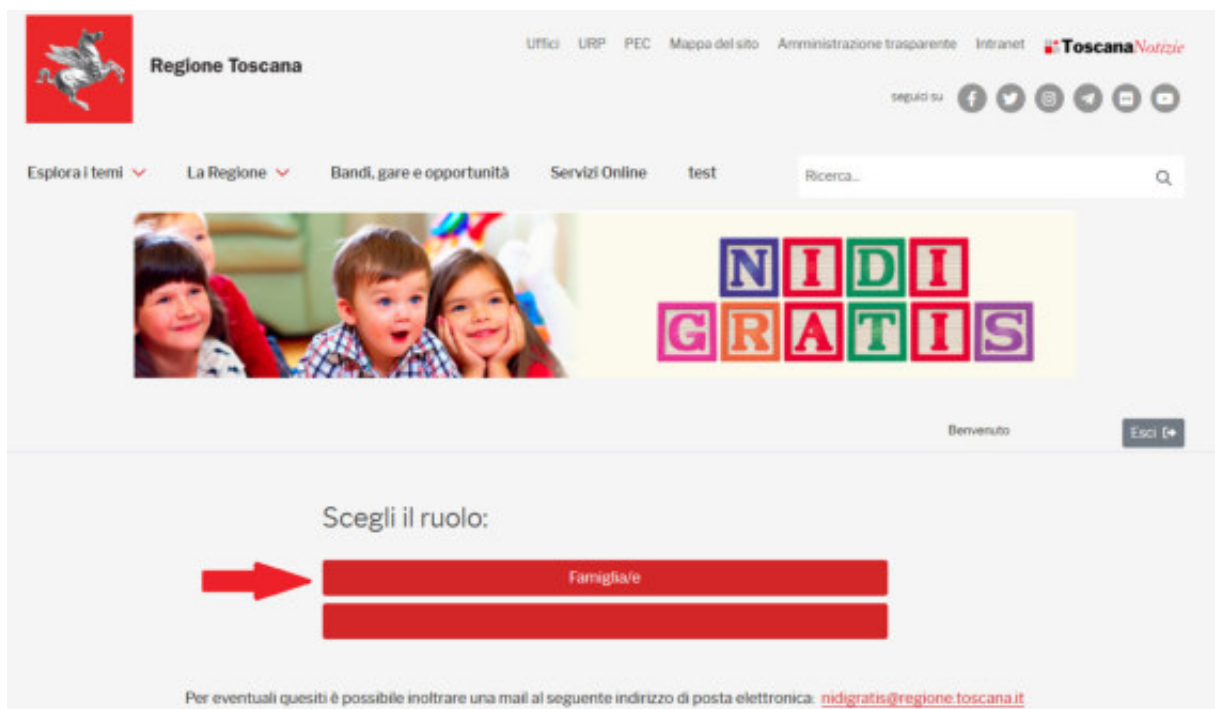 Uffici URP PEC Mappa del sito Amministrazione trasparente Intranet ToscanaNotizie
Regione Toscana
seguici su
Esplora i temi La Regione Bandi, gare e opportunità Servizi Online test Ricerca...
NIDI
GRATIS
Benvenuto Esci
Scegli il ruolo:
Famiglia/e
Per eventuali quesiti è possibile inoltrare una mail al seguente indirizzo di posta elettronica: nidigratis@regione.toscana.it